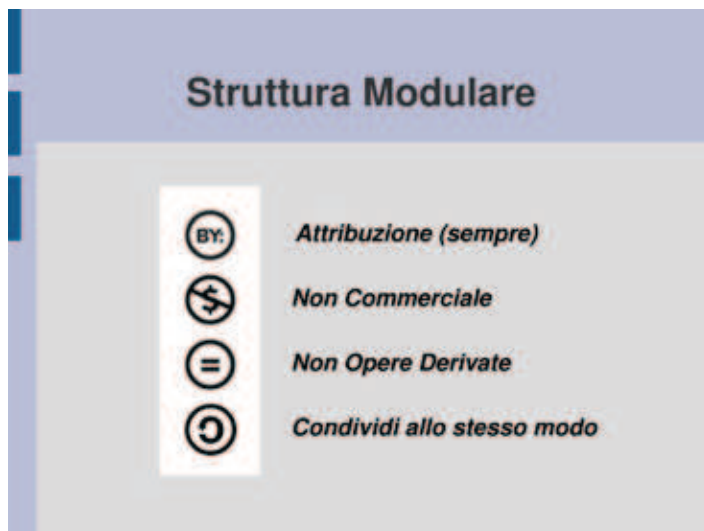 Struttura Modulare
BY: Attribuzione (sempre)
$ Non Commerciale
= Non Opere Derivate
Condividi allo stesso modo